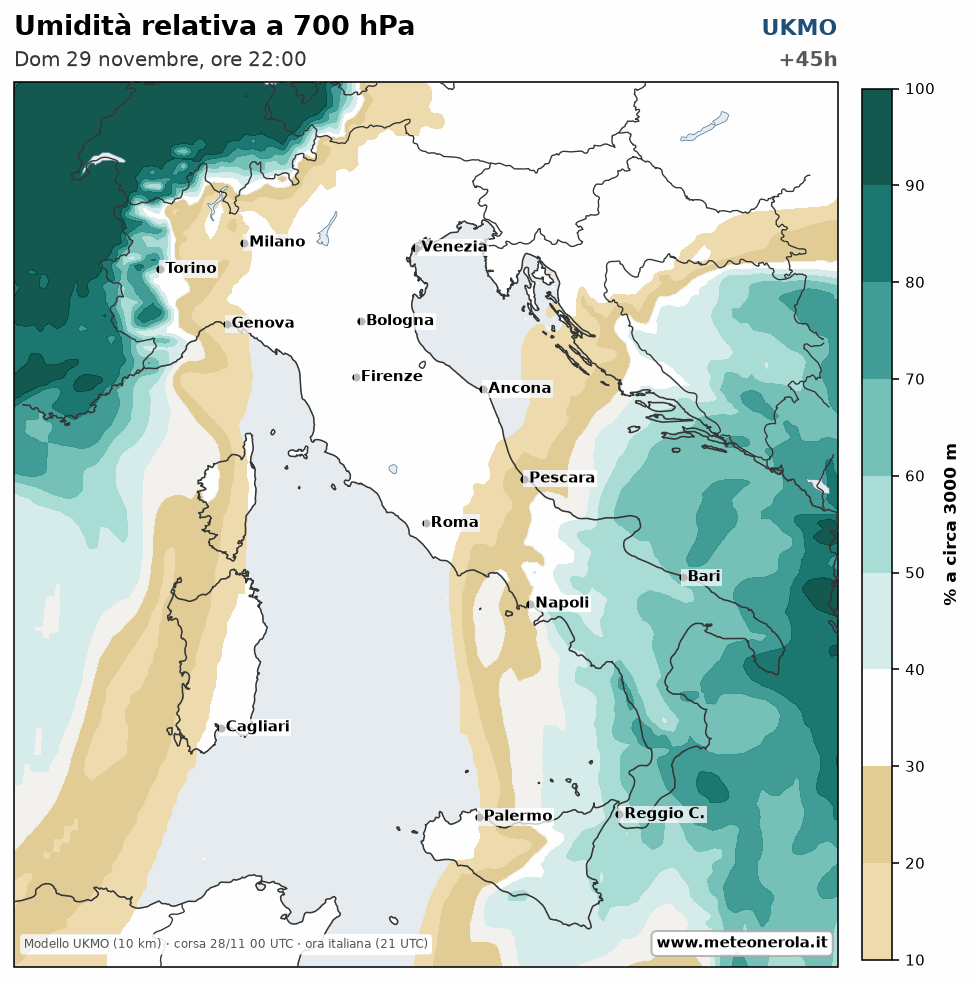 Umidità relativa a 700 hPa
UKMO
Dom 29 novembre, ore 22:00
+45h
Milano
Venezia
Torino
Genova
Bologna
Firenze
Ancona
Pescara
Roma
Bari
Napoli
Cagliari
Palermo
Reggio C.
100
90
80
70
60
50
40
30
20
10
% a circa 3000 m
Modello UKMO (10 km) · corsa 28/11 00 UTC · ora italiana (21 UTC)
www.meteonerola.it